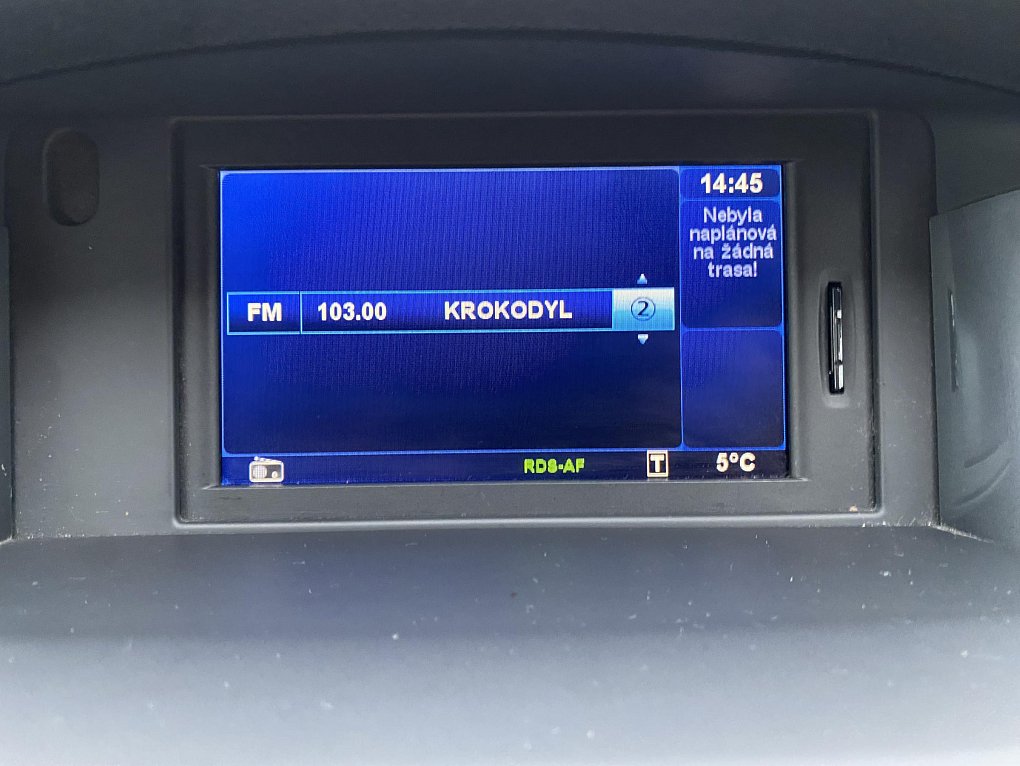 14:45
Nebyla
naplánová
na žádná
trasa!
FM 103.00 KROKODYL ②
RDS-AF T 5°C